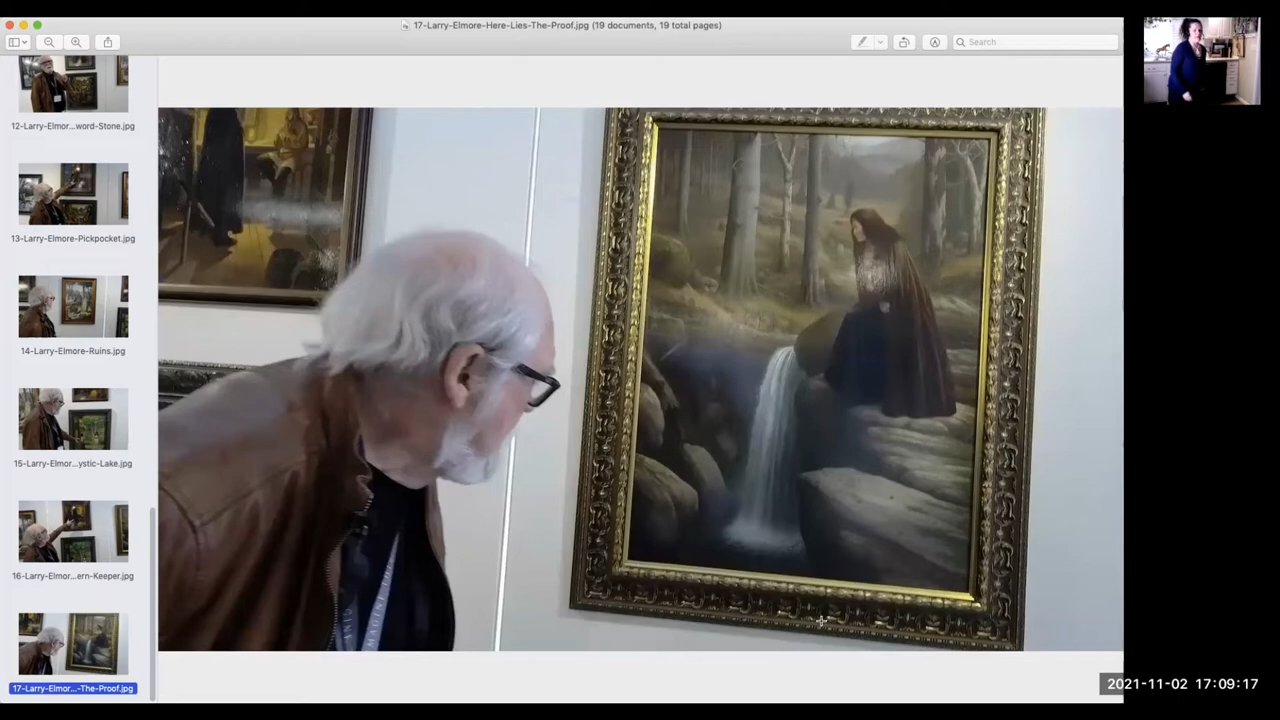 17-Larry-Elmore-Here-Lies-The-Proof.jpg (19 documents, 19 total pages)
Search
12-Larry-Elmor...word-Stone.jpg
13-Larry-Elmore-Pickpocket.jpg
14-Larry-Elmore-Ruins.jpg
15-Larry-Elmor...ystic-Lake.jpg
16-Larry-Elmor...ern-Keeper.jpg
17-Larry-Elmor...-The-Proof.jpg
2021-11-02 17:09:17